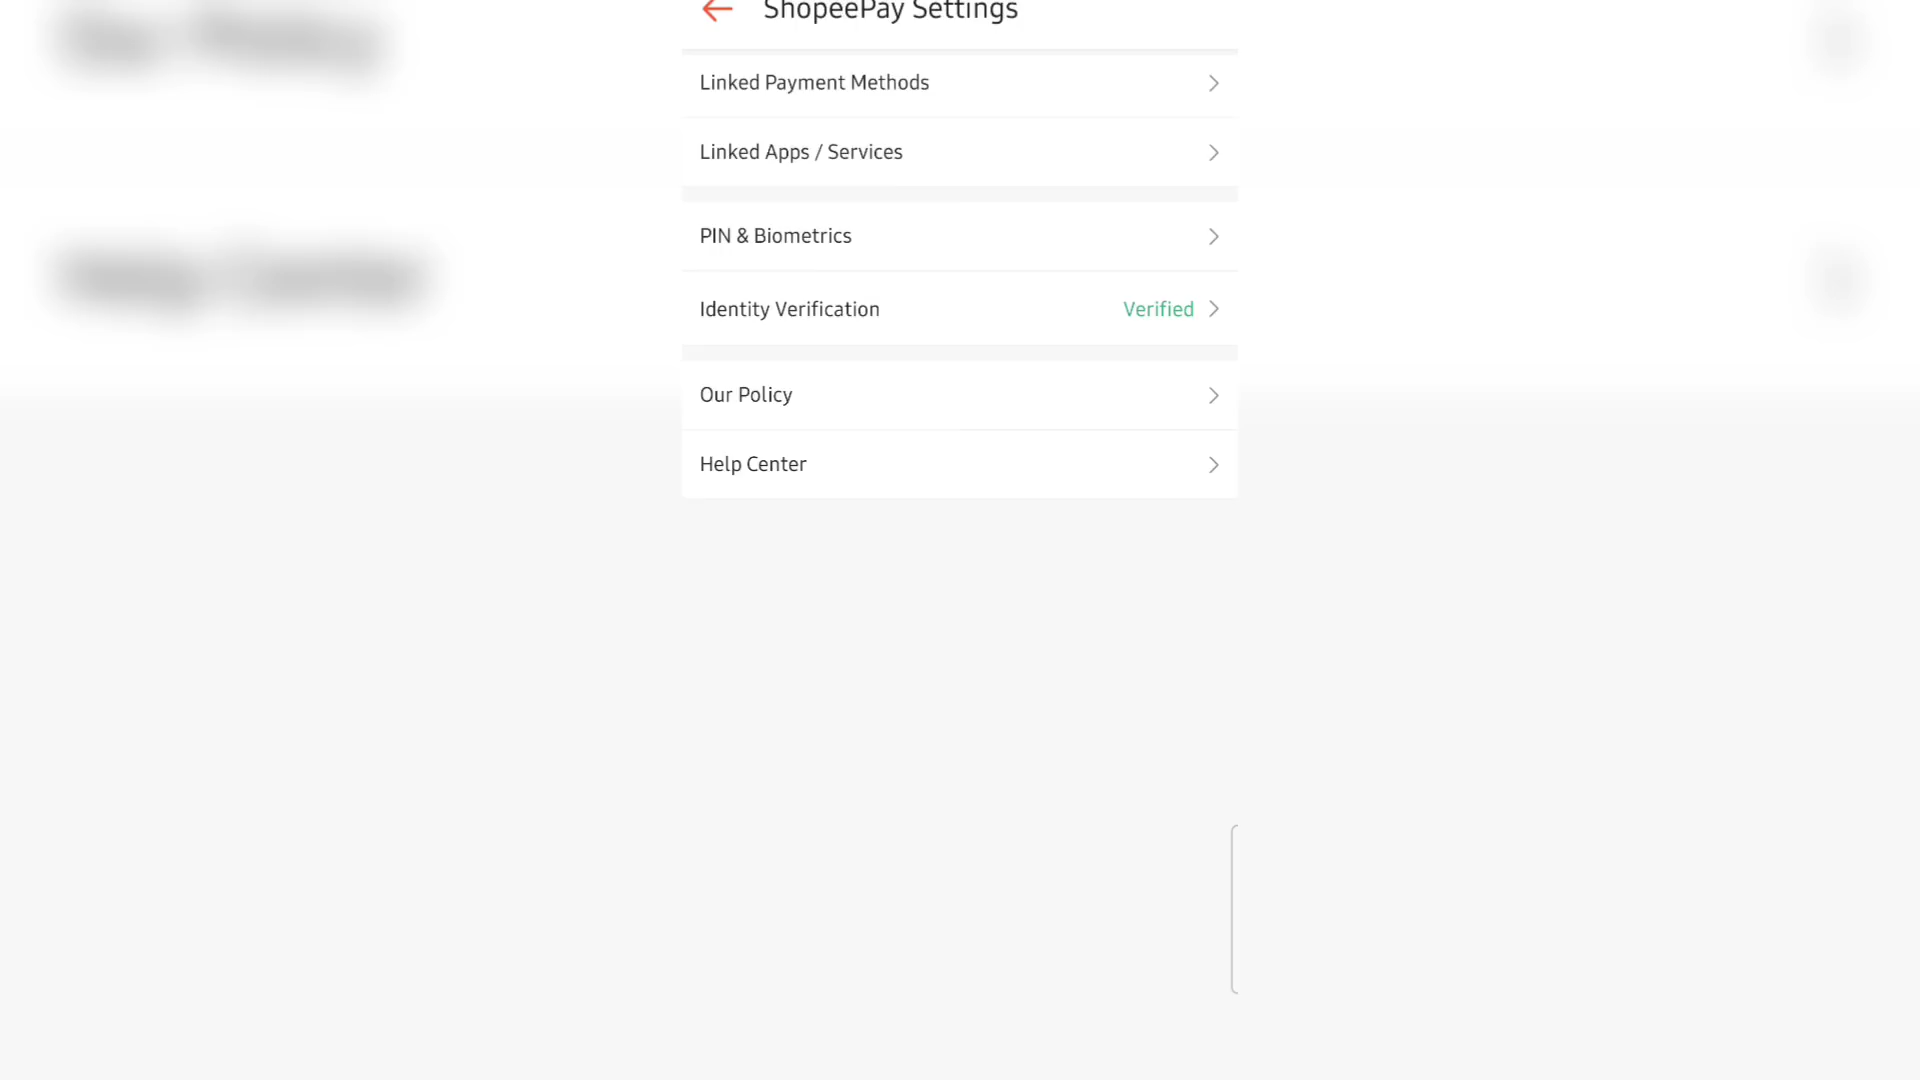 ShopeePay Settings
Linked Payment Methods
Linked Apps / Services
PIN & Biometrics
Identity Verification Verified
Our Policy
Help Center